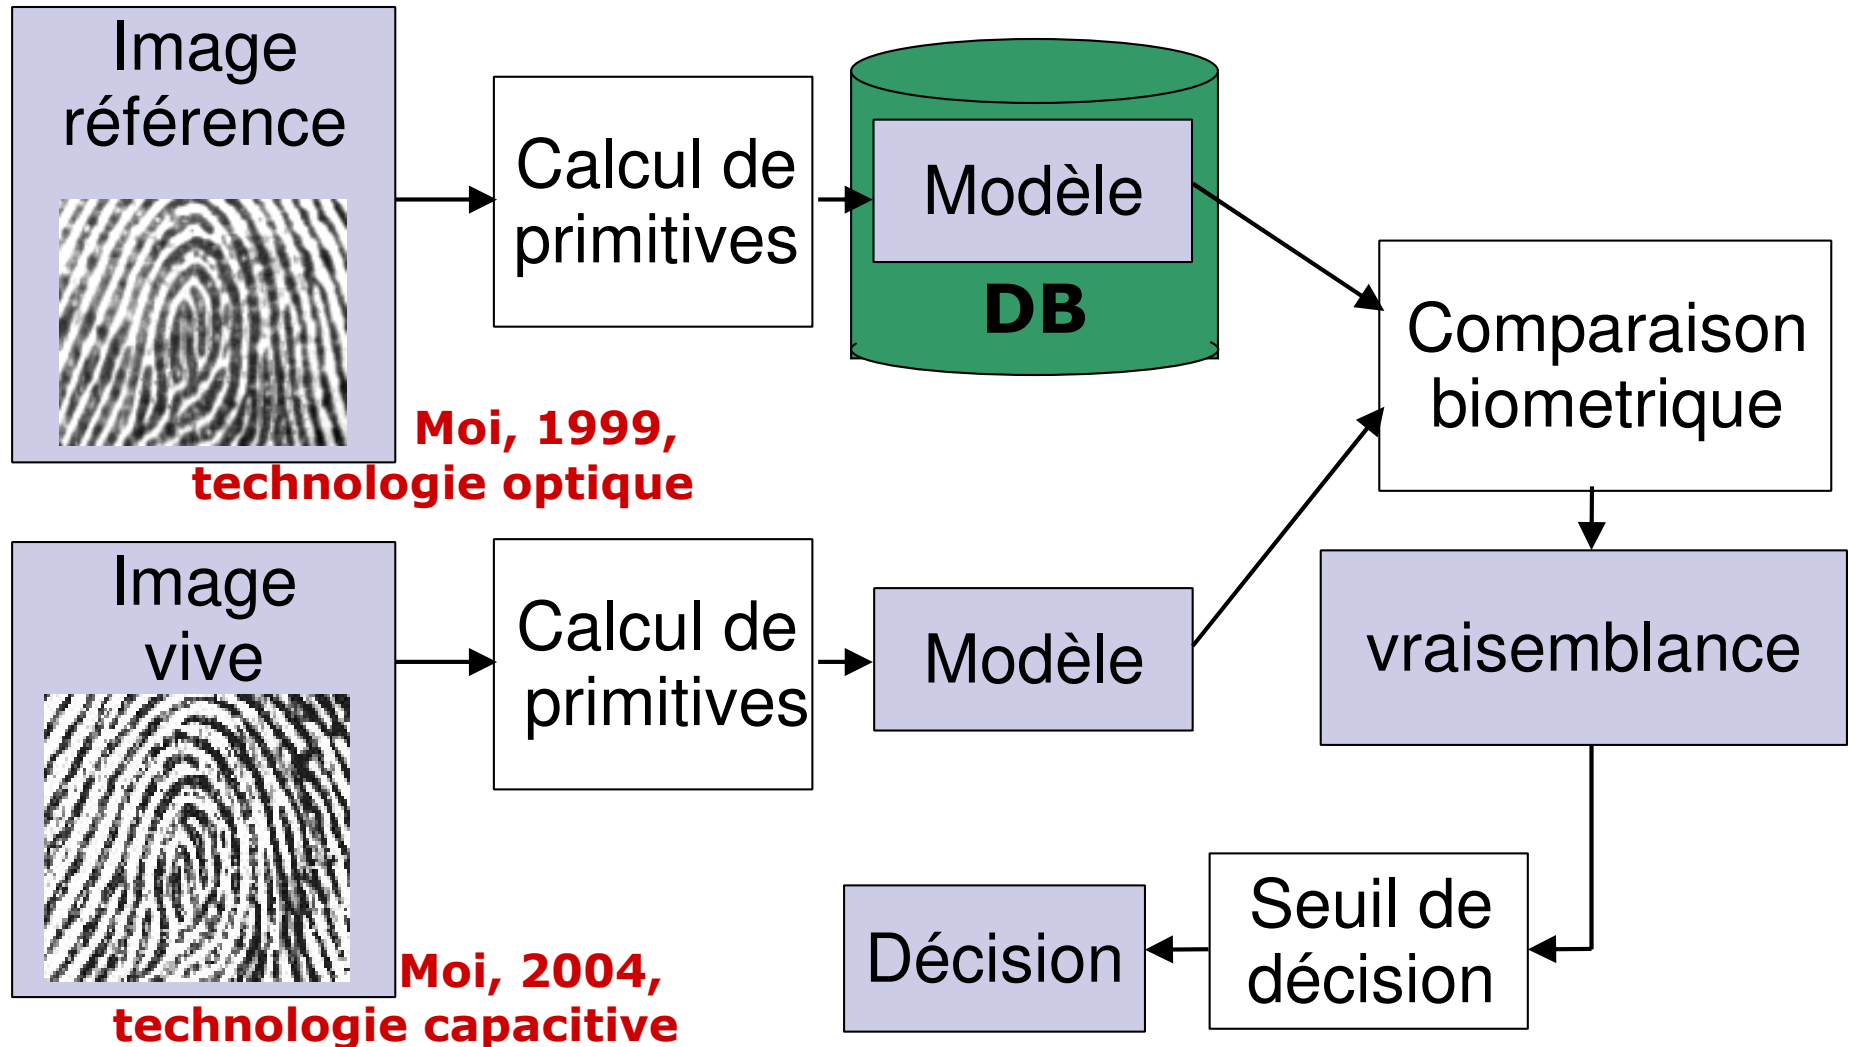 Image
référence
Calcul de
primitives
Modèle
DB
Comparaison
biometrique
Moi, 1999,
technologie optique
Image
vive
Calcul de
primitives
Modèle
vraisemblance
Seuil de
décision
Décision
Moi, 2004,
technologie capacitive